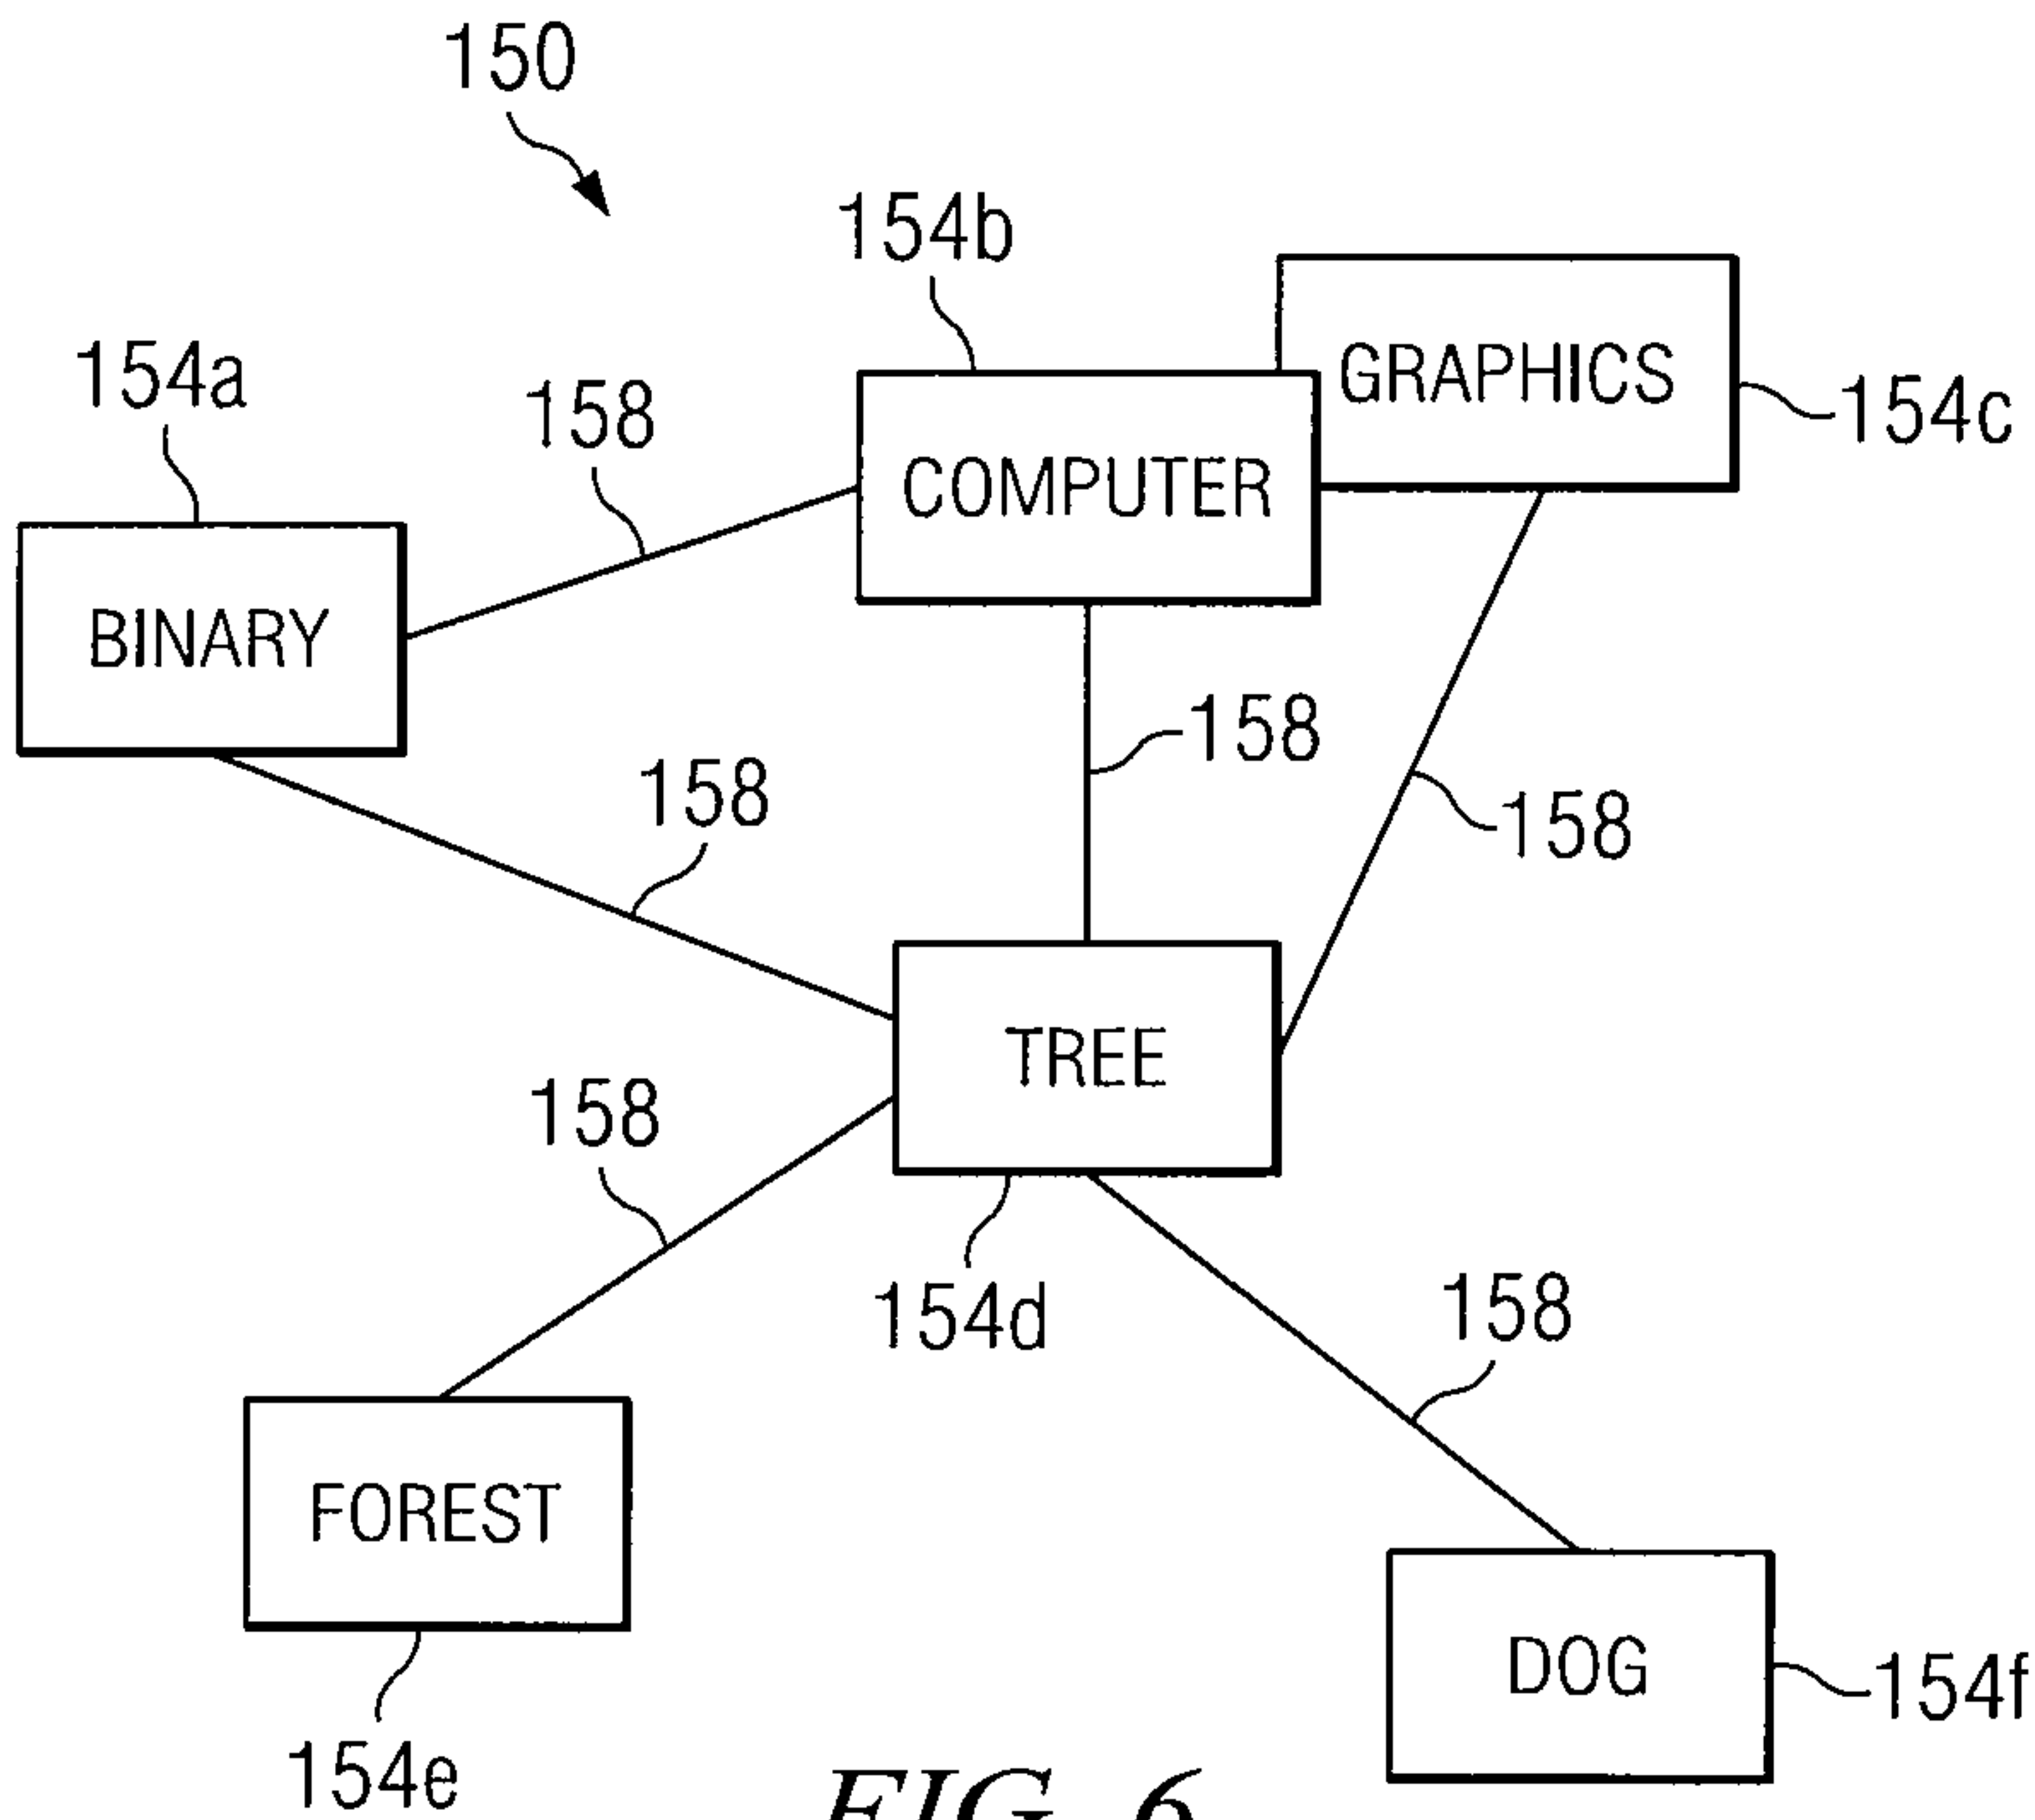 150
154b
GRAPHICS
154a
158
154c
COMPUTER
BINARY
158
158
158
TREE
158
154d
158
FOREST
DOG
154f
154e
FIG. 6